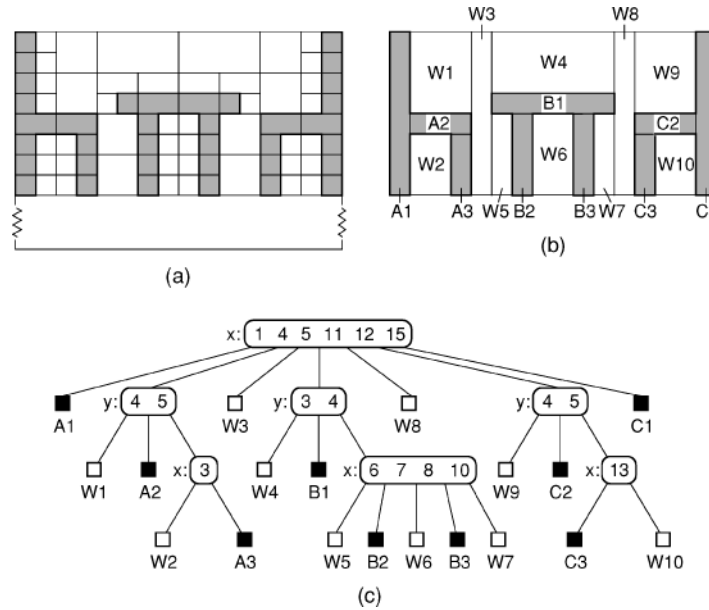 W3 W8
W1 W4 W9
B1
A2 C2
W2 W6 W10
A1 A3 W5 B2 B3 W7 C3 C
(a) (b)
x: 1 4 5 11 12 15
A1 y: 4 5 W3 y: 3 4 W8 y: 4 5 C1
W1 A2 x: 3 W4 B1 x: 6 7 8 10 W9 C2 x: 13
W2 A3 W5 B2 W6 B3 W7 C3 W10
(c)